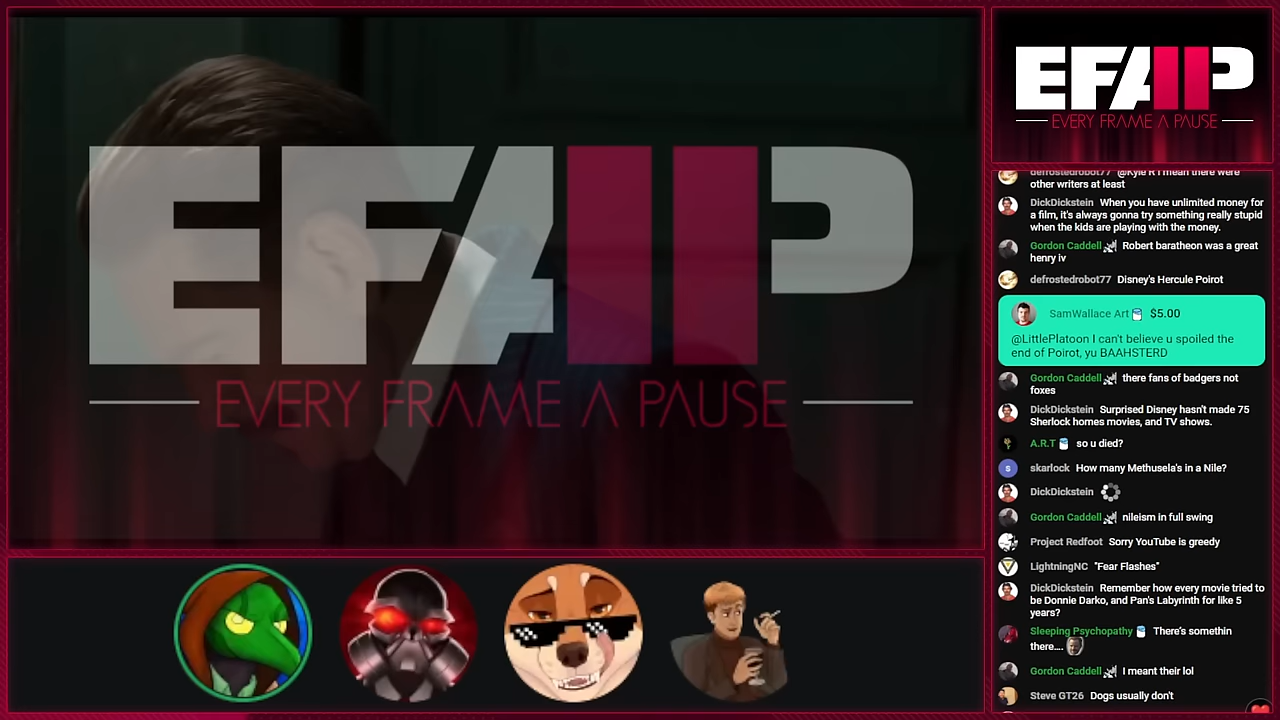 EFAP
EVERY FRAME A PAUSE
EFAP
EVERY FRAME A PAUSE
defrostedrobot77 @Kyle R I mean there were
other writers at least
DickDickstein When you have unlimited money for
a film, it's always gonna try something really stupid
when the kids are playing with the money.
Gordon Caddell Robert baratheon was a great
henry iv
defrostedrobot77 Disney's Hercule Poirot
SamWallace Art $5.00
@LittlePlatoon I can't believe u spoiled the
end of Poirot, yu BAAHSTERD
Gordon Caddell there fans of badgers not
foxes
DickDickstein Surprised Disney hasn't made 75
Sherlock homes movies, and TV shows.
A.R.T so u died?
s
skarlock How many Methusela's in a Nile?
DickDickstein
Gordon Caddell nileism in full swing
Project Redfoot Sorry YouTube is greedy
LightningNC "Fear Flashes"
DickDickstein Remember how every movie tried to
be Donnie Darko, and Pan's Labyrinth for like 5
years?
Sleeping Psychopathy There's somethin
there....
Gordon Caddell I meant their lol
Steve GT26 Dogs usually don't